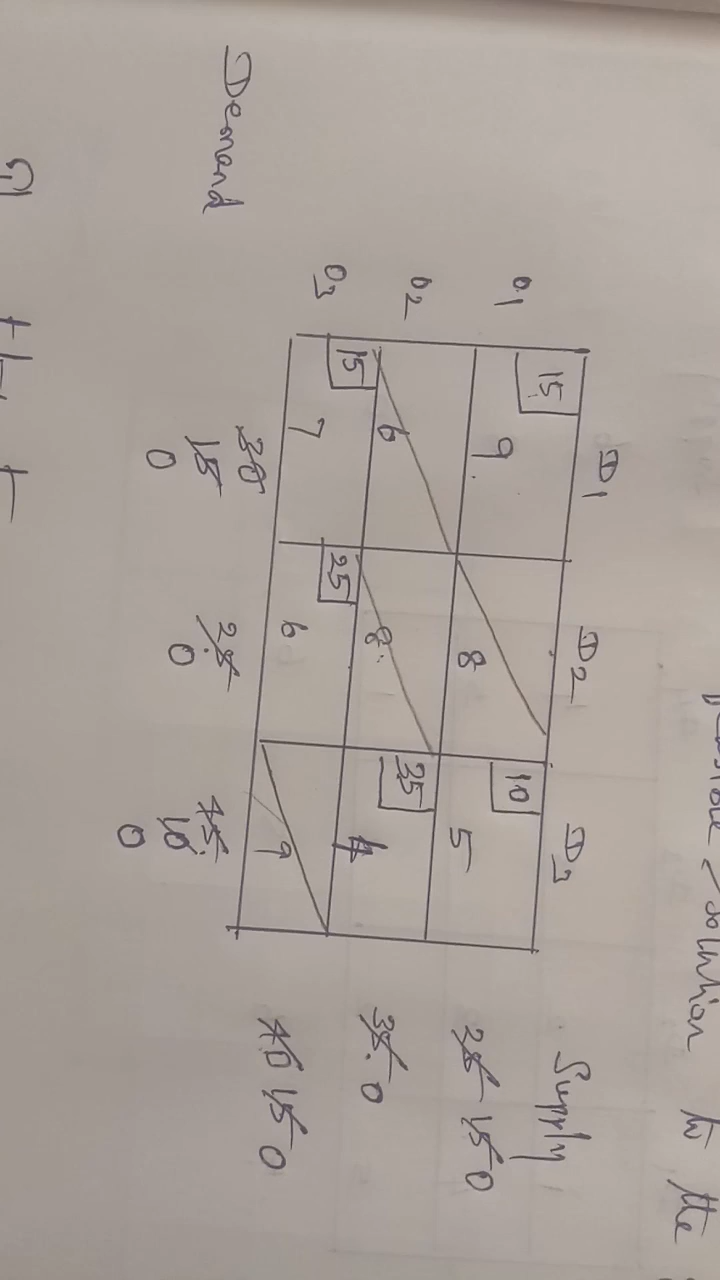 solution to the
D1 D2 D3 Supply
O1 15 9 8 10 5 25 15 0
O2 6 8 35 4 35 0
O3 15 7 25 6 9 40 15 0
Demand 30 25 45
15 0 10
0 0